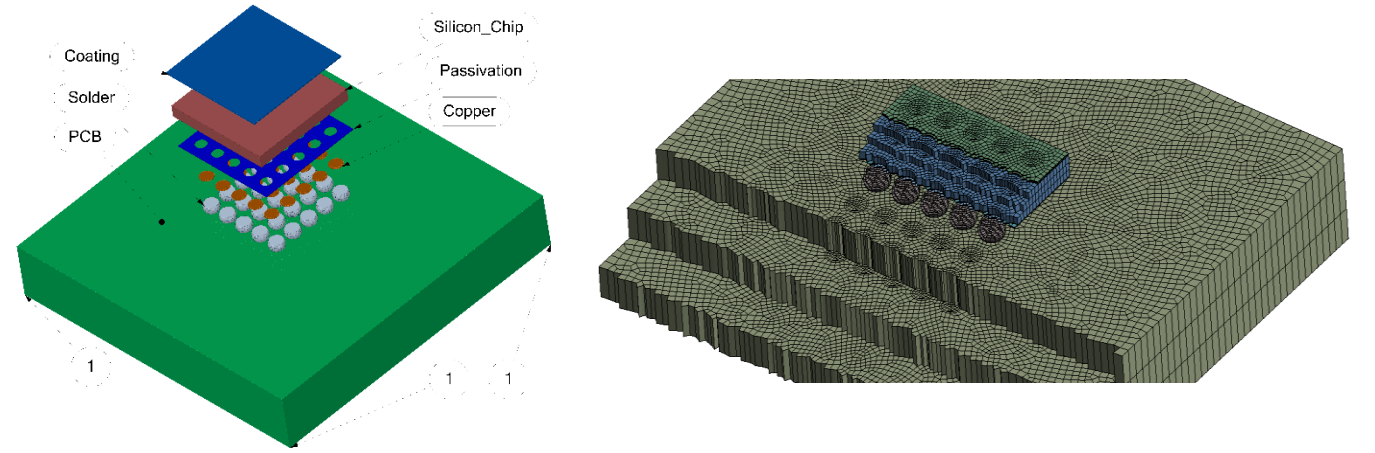 Silicon_Chip
Coating
Passivation
Solder
Copper
PCB
1
1
1